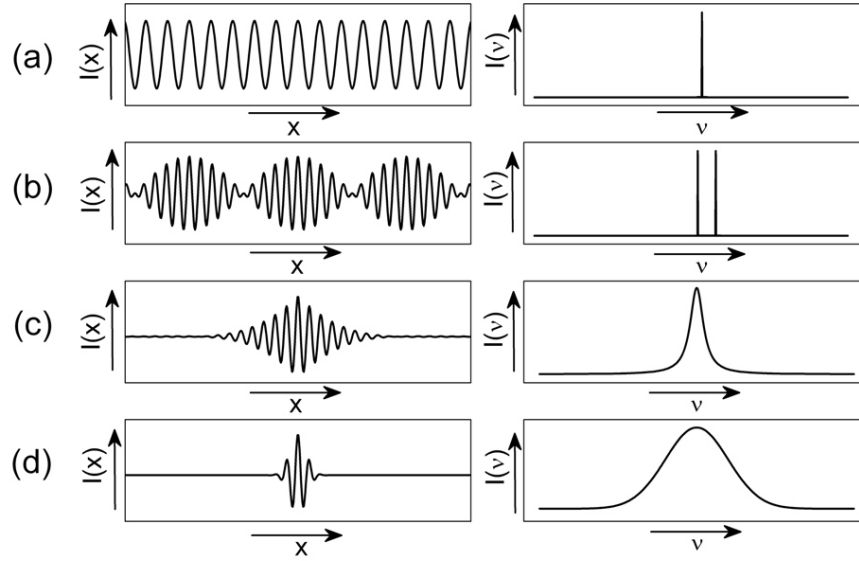 (a) I(x) x I(ν) ν
(b) I(x) x I(ν) ν
(c) I(x) x I(ν) ν
(d) I(x) x I(ν) ν